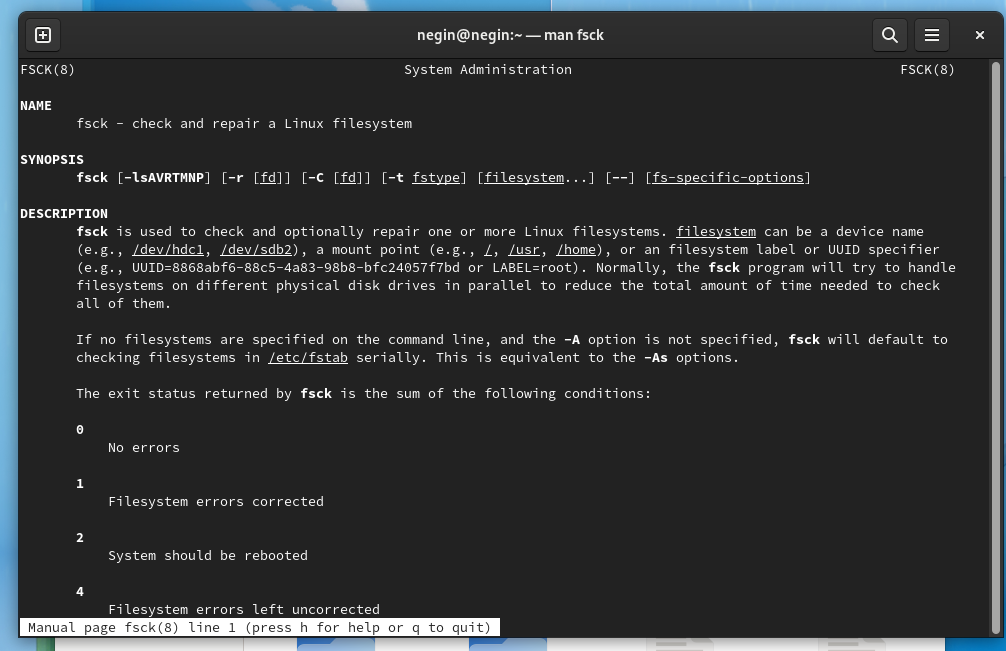 negin@negin:~ — man fsck
FSCK(8) System Administration FSCK(8)
NAME
fsck - check and repair a Linux filesystem
SYNOPSIS
fsck [-lsAVRTMNP] [-r [fd]] [-C [fd]] [-t fstype] [filesystem...] [--] [fs-specific-options]
DESCRIPTION
fsck is used to check and optionally repair one or more Linux filesystems. filesystem can be a device name
(e.g., /dev/hdc1, /dev/sdb2), a mount point (e.g., /, /usr, /home), or an filesystem label or UUID specifier
(e.g., UUID=8868abf6-88c5-4a83-98b8-bfc24057f7bd or LABEL=root). Normally, the fsck program will try to handle
filesystems on different physical disk drives in parallel to reduce the total amount of time needed to check
all of them.
If no filesystems are specified on the command line, and the -A option is not specified, fsck will default to
checking filesystems in /etc/fstab serially. This is equivalent to the -As options.
The exit status returned by fsck is the sum of the following conditions:
0
No errors
1
Filesystem errors corrected
2
System should be rebooted
4
Filesystem errors left uncorrected
Manual page fsck(8) line 1 (press h for help or q to quit)